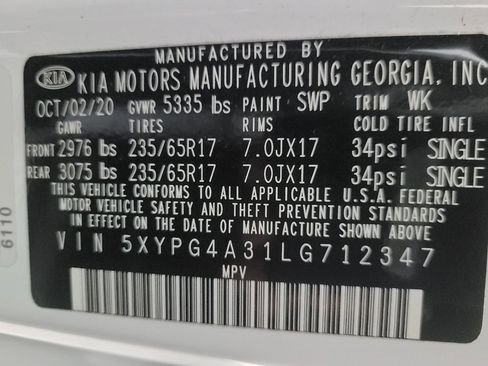 MANUFACTURED BY
KIA KIA MOTORS MANUFACTURING GEORGIA, INC
OCT/02/20 GVWR 5335 lbs PAINT SWP TRIM WK
GAWR TIRES RIMS COLD TIRE INFL
FRONT 2976 lbs 235/65R17 7.0JX17 34psi SINGLE
REAR 3075 lbs 235/65R17 7.0JX17 34psi SINGLE
THIS VEHICLE CONFORMS TO ALL APPLICABLE U.S.A. FEDERAL
MOTOR VEHICLE SAFETY AND THEFT PREVENTION STANDARDS
IN EFFECT ON THE DATE OF MANUFACTURE SHOWN ABOVE
VIN 5XYPG4A31LG712347
MPV
6110